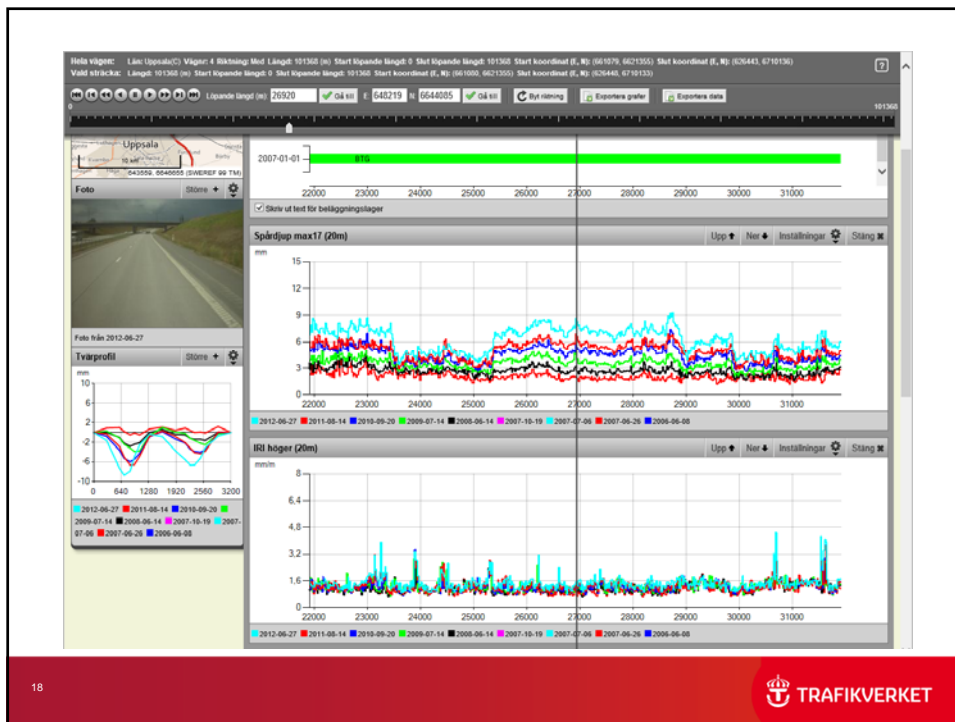 Hela vägen: Län: Uppsala(C) Vägnr: 4 Riktning: Med Längd: 101368 (m) Start löpande längd: 0 Slut löpande längd: 101368 Start koordinat (E, N): (661079, 6621355) Slut koordinat (E, N): (626443, 6710136)
Vald sträcka: Längd: 101368 (m) Start löpande längd: 0 Slut löpande längd: 101368 Start koordinat (E, N): (661080, 6621355) Slut koordinat (E, N): (626448, 6710133)
?
Löpande längd (m) 26920 Gå till E: 648219 N: 6644085 Gå till Byt riktning Exportera grafer Exportera data
0 101368
Uppsala
10 km
643559, 6646655 (SWEREF 99 TM)
2007-01-01 BTG
22000 23000 24000 25000 26000 27000 28000 29000 30000 31000
Skriv ut text för beläggningslager
Foto Större +
Foto från 2012-06-27
Tvärprofil Större +
mm
10
6
2
-2
-6
-10
0 640 1280 1920 2560 3200
2012-06-27 2011-08-14 2010-09-20
2009-07-14 2008-06-14 2007-10-19 2007-
07-06 2007-06-26 2006-06-08
Spårdjup max17 (20m) Upp Ner Inställningar Stäng
mm
15
12
9
6
3
0
22000 23000 24000 25000 26000 27000 28000 29000 30000 31000
2012-06-27 2011-08-14 2010-09-20 2009-07-14 2008-06-14 2007-10-19 2007-07-06 2007-06-26 2006-06-08
IRI höger (20m) Upp Ner Inställningar Stäng
mm/m
8
6,4
4,8
3,2
1,6
0
22000 23000 24000 25000 26000 27000 28000 29000 30000 31000
2012-06-27 2011-08-14 2010-09-20 2009-07-14 2008-06-14 2007-10-19 2007-07-06 2007-06-26 2006-06-08
18
TRAFIKVERKET